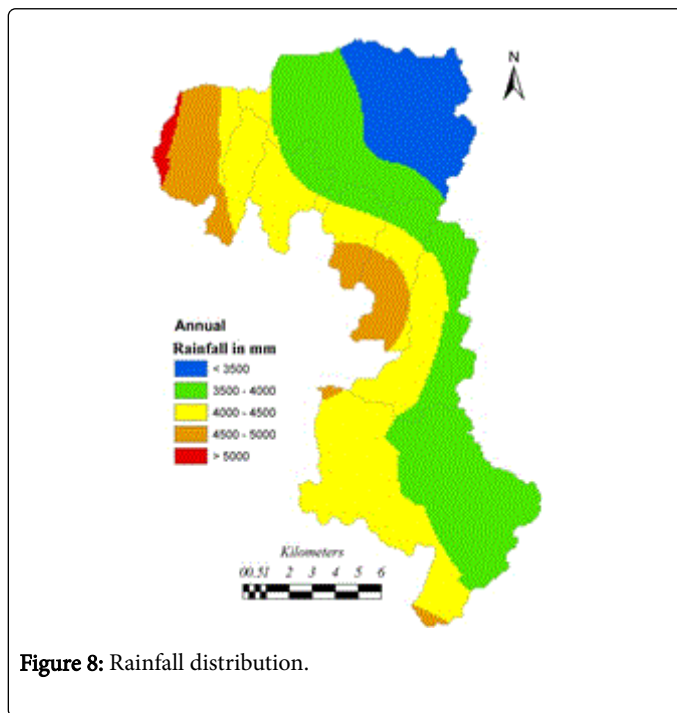 N
Annual
Rainfall in mm
< 3500
3500 - 4000
4000 - 4500
4500 - 5000
> 5000
Kilometers
00.51 2 3 4 5 6
Figure 8: Rainfall distribution.